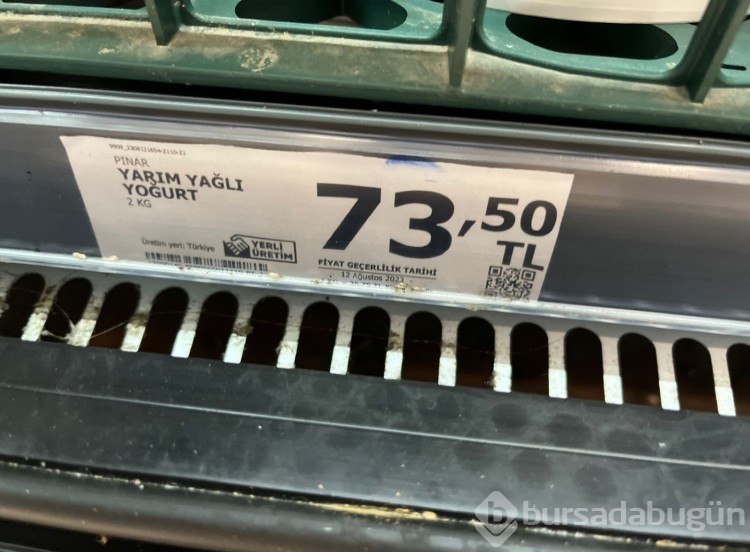 PINAR
YARIM YAĞLI
YOĞURT
2 KG
73,50
TL
Üretim yeri: Türkiye
YERLİ
ÜRETİM
FİYAT GEÇERLİLİK TARİHİ
12 Ağustos 2023
b bursadabugün